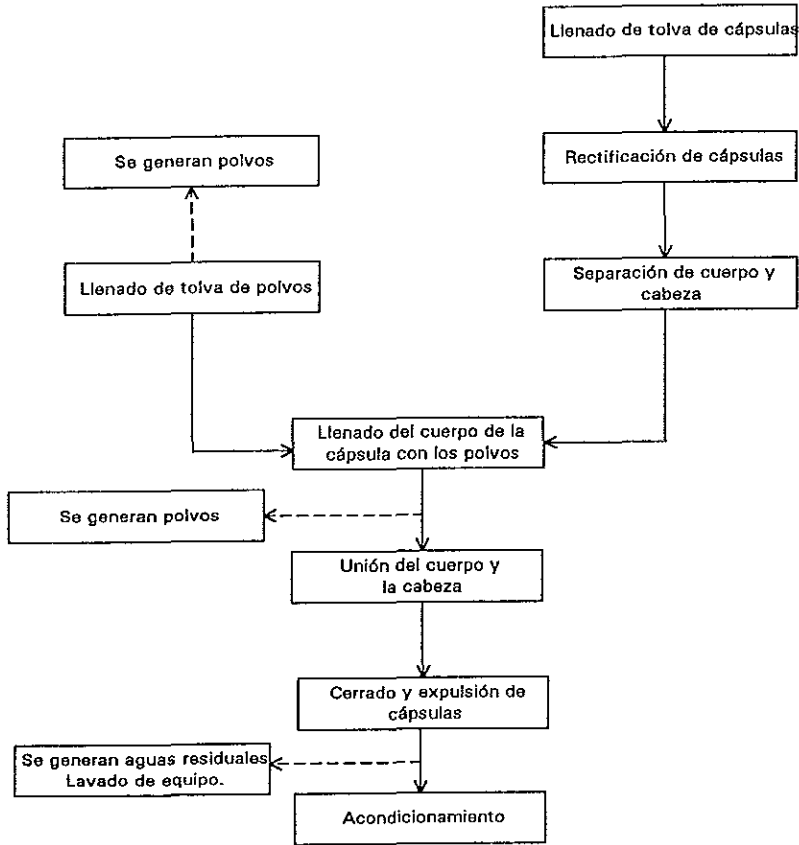 Llenado de tolva de cápsulas
Se generan polvos
Rectificación de cápsulas
Llenado de tolva de polvos
Separación de cuerpo y
cabeza
Llenado del cuerpo de la
cápsula con los polvos
Se generan polvos
Unión del cuerpo y
la cabeza
Cerrado y expulsión de
cápsulas
Se generan aguas residuales
Lavado de equipo.
Acondicionamiento